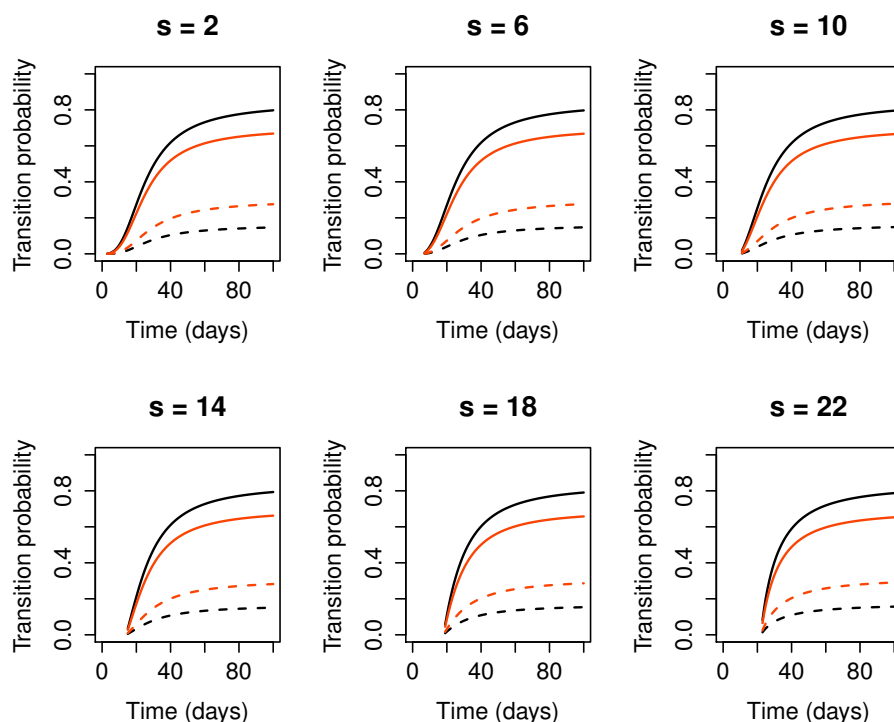 s = 2
s = 6
s = 10
Transition probability
0.0 0.4 0.8
0 40 80
Time (days)
Transition probability
0.0 0.4 0.8
0 40 80
Time (days)
Transition probability
0.0 0.4 0.8
0 40 80
Time (days)
s = 14
s = 18
s = 22
Transition probability
0.0 0.4 0.8
0 40 80
Time (days)
Transition probability
0.0 0.4 0.8
0 40 80
Time (days)
Transition probability
0.0 0.4 0.8
0 40 80
Time (days)